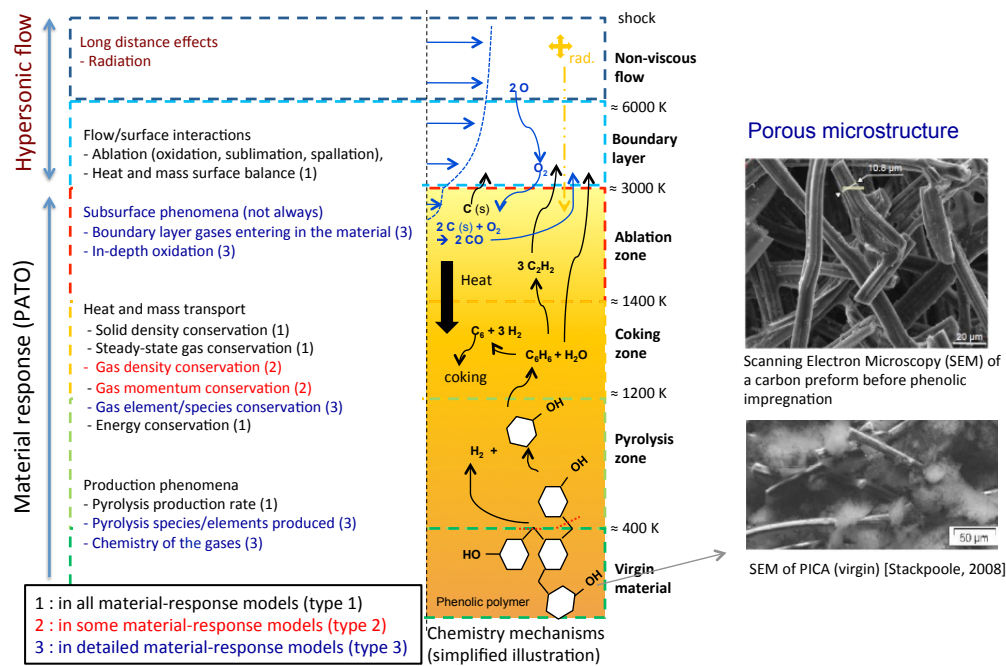 Hypersonic flow
Material response (PATO)
Long distance effects
- Radiation
Flow/surface interactions
- Ablation (oxidation, sublimation, spallation),
- Heat and mass surface balance (1)
Subsurface phenomena (not always)
- Boundary layer gases entering in the material (3)
- In-depth oxidation (3)
Heat and mass transport
- Solid density conservation (1)
- Steady-state gas conservation (1)
- Gas density conservation (2)
- Gas momentum conservation (2)
- Gas element/species conservation (3)
- Energy conservation (1)
Production phenomena
- Pyrolysis production rate (1)
- Pyrolysis species/elements produced (3)
- Chemistry of the gases (3)
1 : in all material-response models (type 1)
2 : in some material-response models (type 2)
3 : in detailed material-response models (type 3)
rad.
2 O
O₂
C (s)
2 C (s) + O₂
→ 2 CO
3 C₂H₂
Heat
C₆ + 3 H₂
C₆H₆ + H₂O
coking
OH
H₂ +
OH
HO
OH
Phenolic polymer
Chemistry mechanisms
(simplified illustration)
shock
Non-viscous
flow
≈ 6000 K
Boundary
layer
≈ 3000 K
Ablation
zone
≈ 1400 K
Coking
zone
≈ 1200 K
Pyrolysis
zone
≈ 400 K
Virgin
material
Porous microstructure
10.8 µm
20 µm
Scanning Electron Microscopy (SEM) of
a carbon preform before phenolic
impregnation
50 µm
SEM of PICA (virgin) [Stackpoole, 2008]